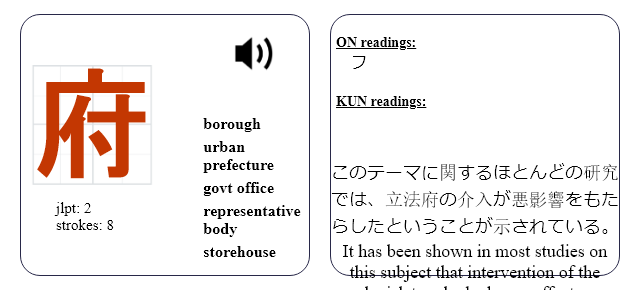 府
jlpt: 2
strokes: 8
borough
urban
prefecture
govt office
representative
body
storehouse
ON readings:
フ
KUN readings:
このテーマに関するほとんどの研究
では、立法府の介入が悪影響をもた
らしたということが示されている。
It has been shown in most studies on
this subject that intervention of the